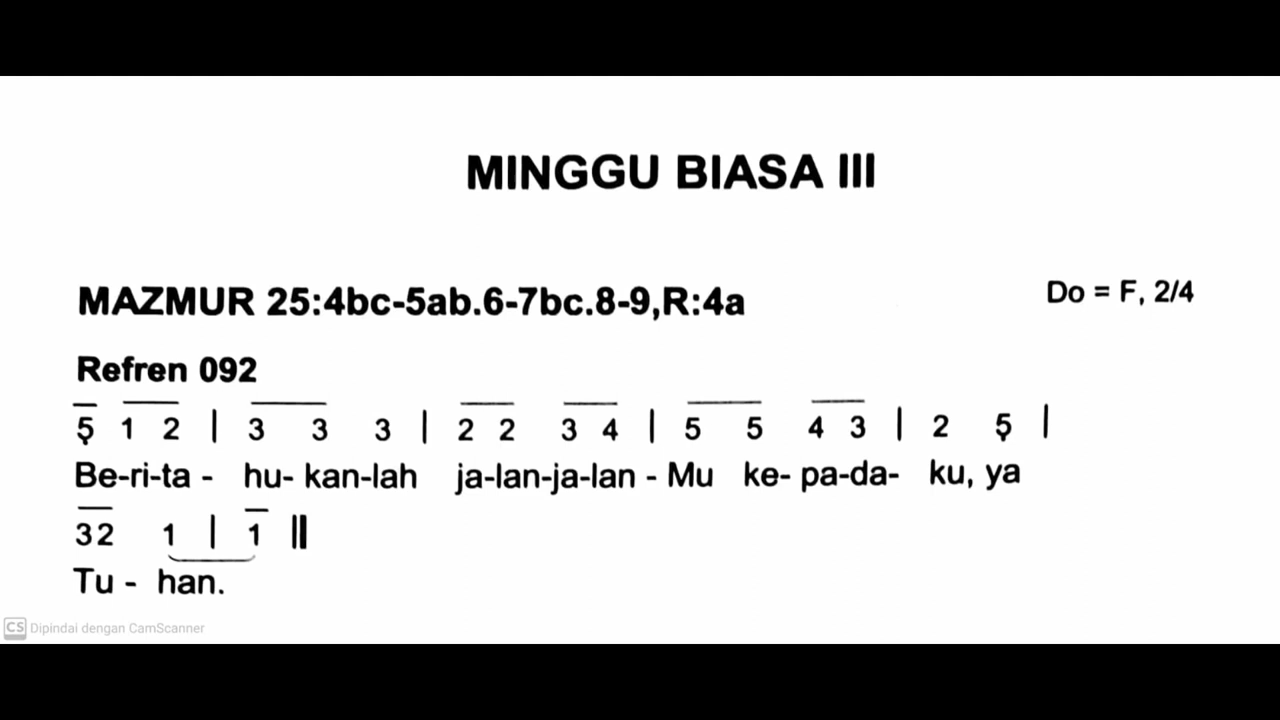 MINGGU BIASA III
MAZMUR 25:4bc-5ab.6-7bc.8-9,R:4a
Do = F, 2/4
Refren 092
5̣ 1 2 | 3 3 3 | 2 2 3 4 | 5 5 4 3 | 2 5̣ |
Be-ri-ta - hu- kan-lah ja-lan-ja-lan - Mu ke- pa-da- ku, ya
32 1 | 1 ||
Tu - han.
CS Dipindai dengan CamScanner